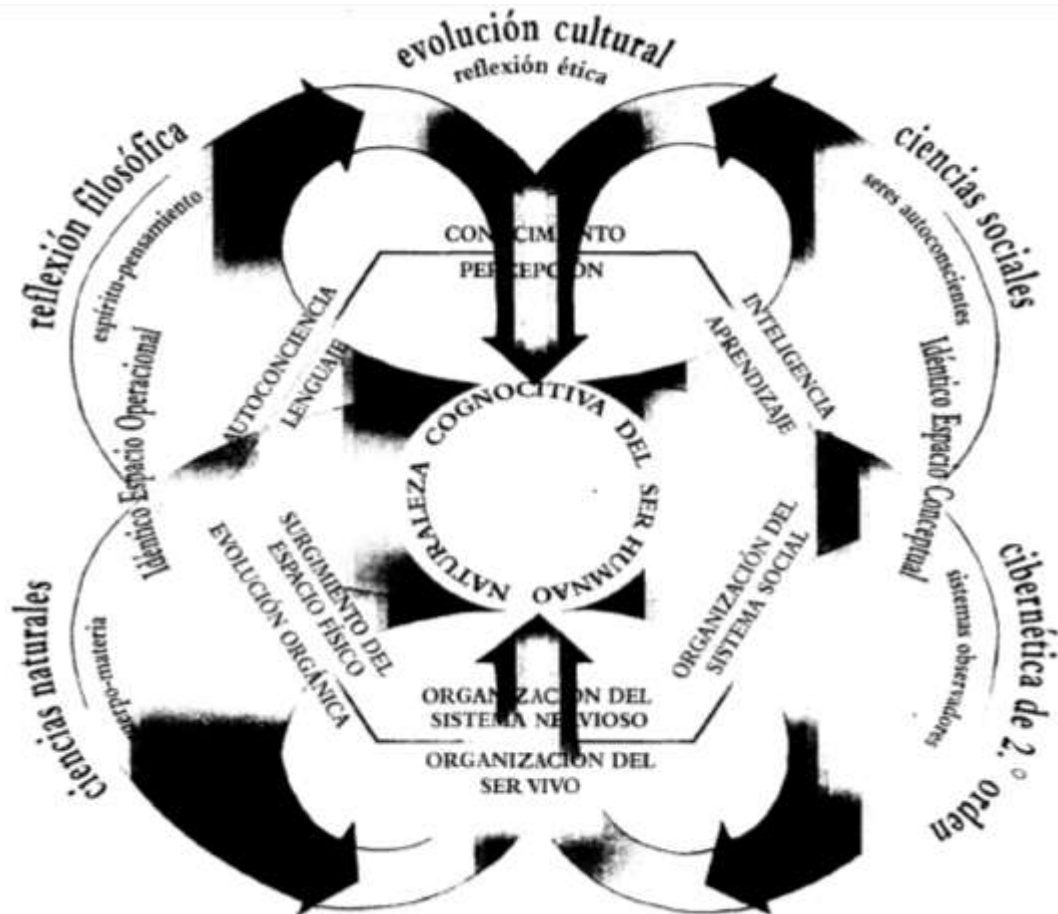 evolución cultural
reflexión ética
reflexión filosófica
espíritu-pensamiento
ciencias sociales
seres autoconscientes
CONOCIMIENTO
PERCEPCIÓN
AUTOCONCIENCIA
LENGUAJE
INTELIGENCIA
APRENDIZAJE
Idéntico Espacio Operacional
Idéntico Espacio Conceptual
NATURALEZA COGNOCITIVA DEL SER HUMNAO
SURGIMIENTO DEL
ESPACIO FÍSICO
EVOLUCIÓN ORGÁNICA
ORGANIZACIÓN DEL
SISTEMA SOCIAL
ciencias naturales
cuerpo-materia
cibernética de 2.º orden
sistemas observadores
ORGANIZACIÓN DEL
SISTEMA NERVIOSO
ORGANIZACIÓN DEL
SER VIVO